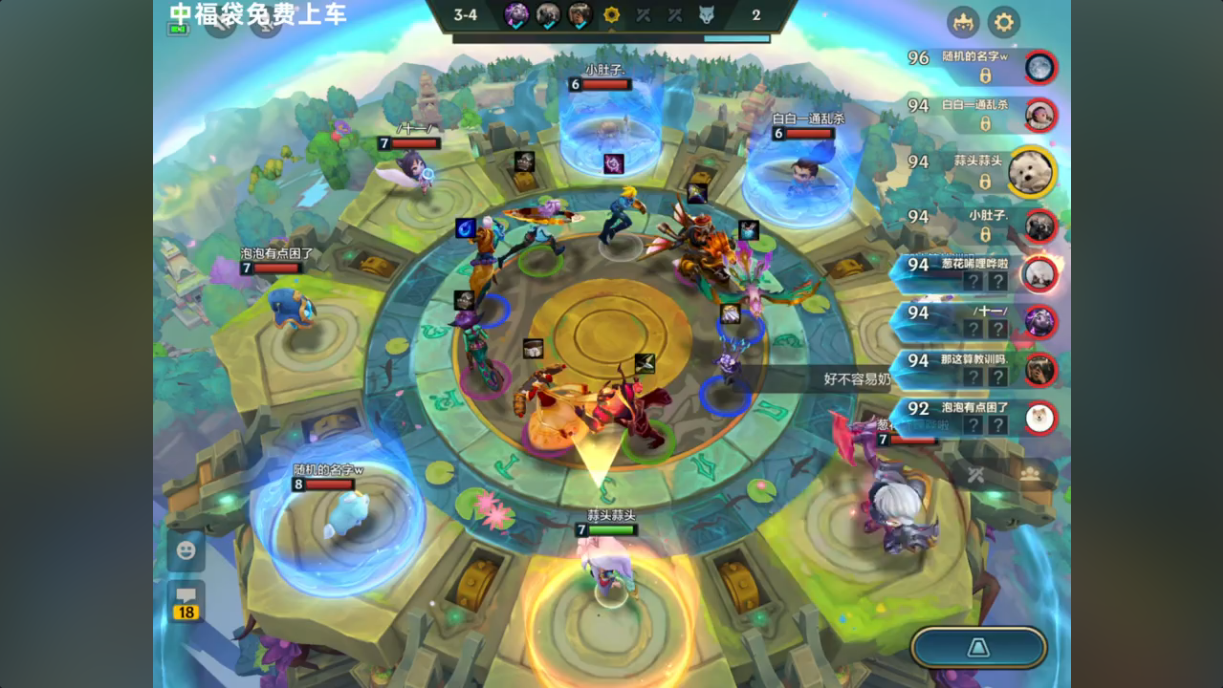 中福袋免费上车
3-4
2
小肚子.
6
96 随机的名字w
/十一/
7
白白一通乱杀
6
94 白白一通乱杀
94 蒜头蒜头
94 小肚子.
泡泡有点困了
7
94 葱花唏哩哗啦
? ?
94 /十一/
? ?
94 那这算教训吗.
? ?
好不容易奶
92 泡泡有点困了
? ?
7
随机的名字w
8
蒜头蒜头
7
18